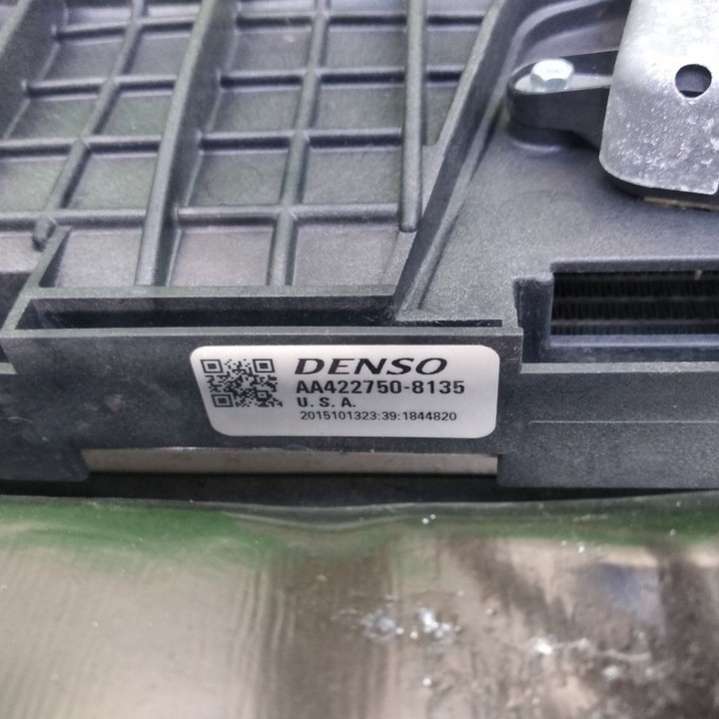 DENSO
AA422750-8135
U. S. A.
2015101323:39:1844820